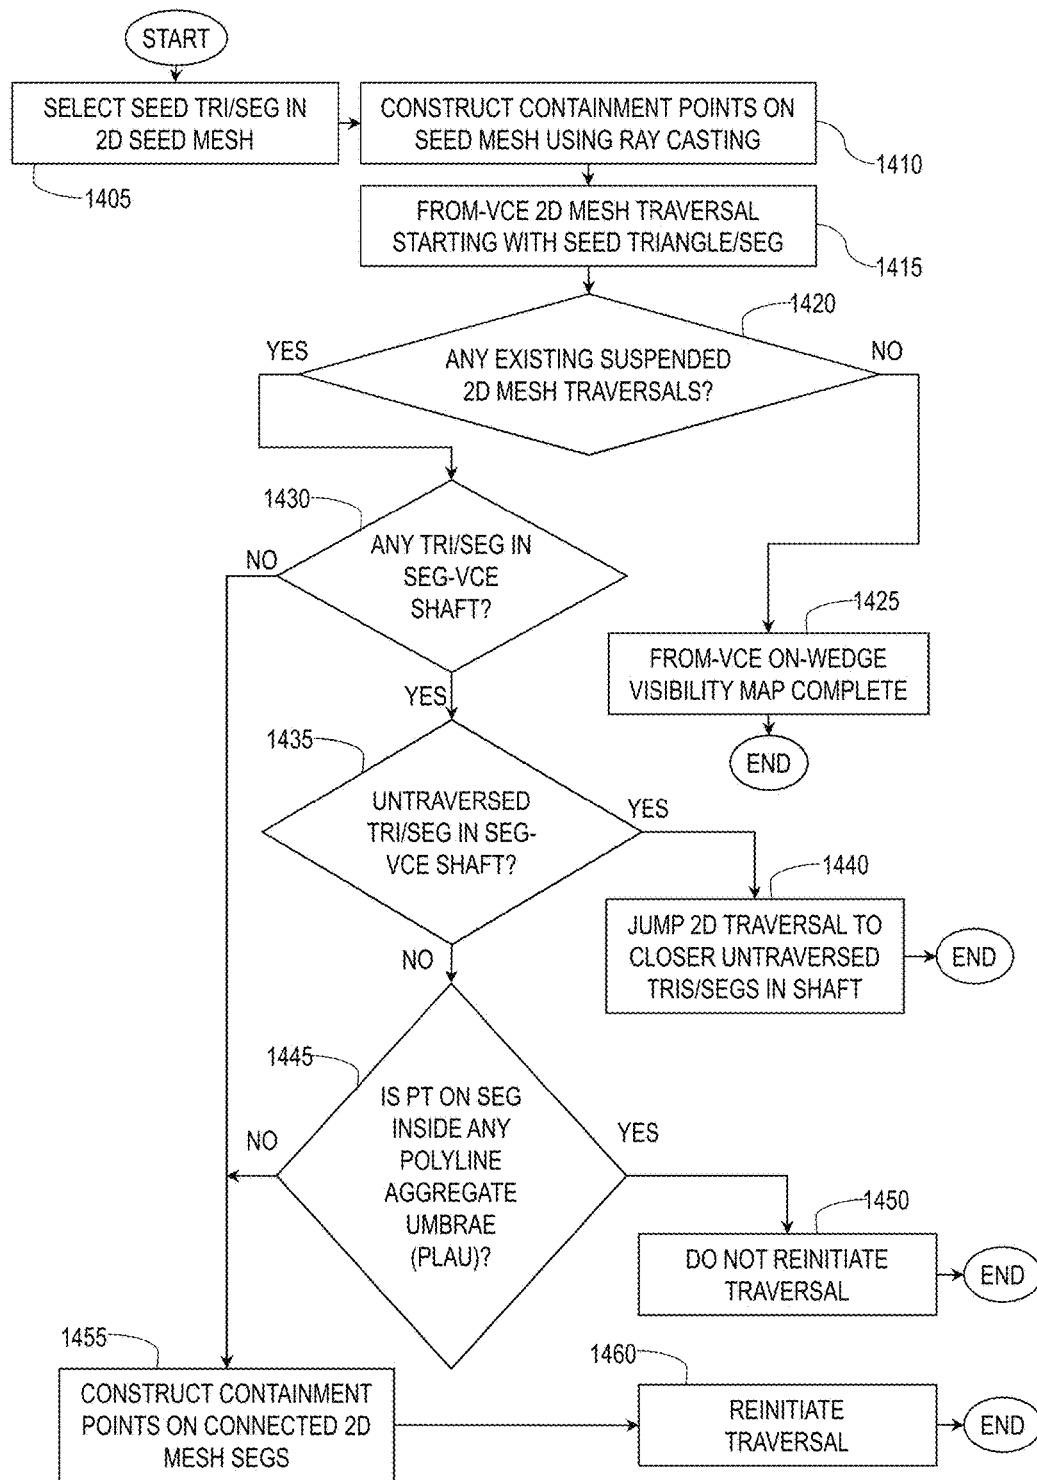 START
SELECT SEED TRI/SEG IN
2D SEED MESH
1405
CONSTRUCT CONTAINMENT POINTS ON
SEED MESH USING RAY CASTING
1410
FROM-VCE 2D MESH TRAVERSAL
STARTING WITH SEED TRIANGLE/SEG
1415
1420
YES
ANY EXISTING SUSPENDED
2D MESH TRAVERSALS?
NO
1430
NO
ANY TRI/SEG IN
SEG-VCE
SHAFT?
YES
1425
FROM-VCE ON-WEDGE
VISIBILITY MAP COMPLETE
END
1435
UNTRAVERSED
TRI/SEG IN SEG-
VCE SHAFT?
YES
NO
1440
JUMP 2D TRAVERSAL TO
CLOSER UNTRAVERSED
TRIS/SEGS IN SHAFT
END
1445
NO
IS PT ON SEG
INSIDE ANY
POLYLINE
AGGREGATE
UMBRAE
(PLAU)?
YES
1450
DO NOT REINITIATE
TRAVERSAL
END
1455
CONSTRUCT CONTAINMENT
POINTS ON CONNECTED 2D
MESH SEGS
1460
REINITIATE
TRAVERSAL
END